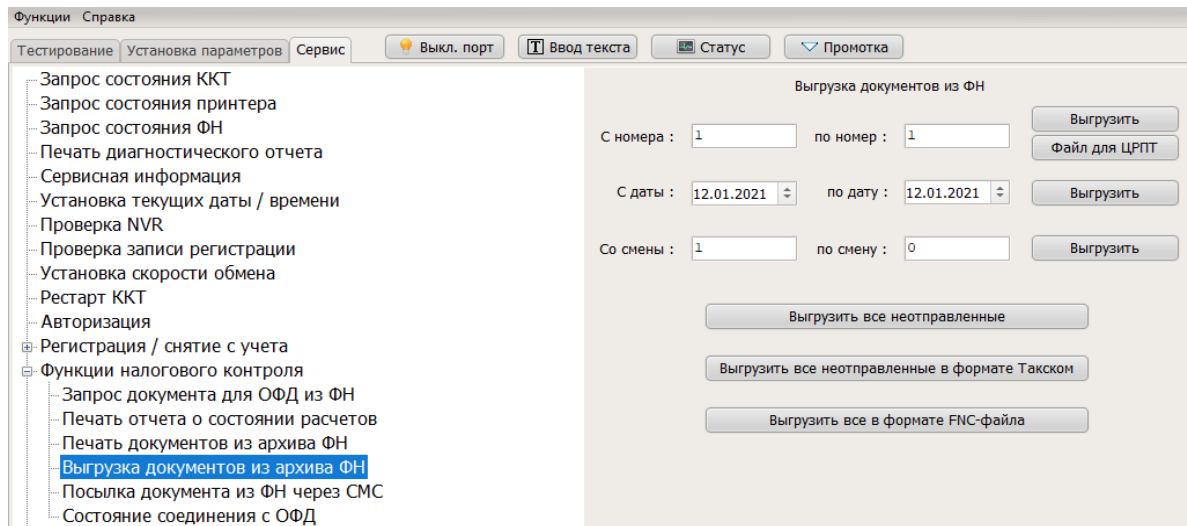 Функции Справка
Тестирование Установка параметров Сервис Выкл. порт T Ввод текста Статус Промотка
Запрос состояния ККТ
Запрос состояния принтера
Запрос состояния ФН
Печать диагностического отчета
Сервисная информация
Установка текущих даты / времени
Проверка NVR
Проверка записи регистрации
Установка скорости обмена
Рестарт ККТ
Авторизация
Регистрация / снятие с учета
Функции налогового контроля
Запрос документа для ОФД из ФН
Печать отчета о состоянии расчетов
Печать документов из архива ФН
Выгрузка документов из архива ФН
Посылка документа из ФН через СМС
Состояние соединения с ОФД
Выгрузка документов из ФН
С номера : 1 по номер : 1 Выгрузить
Файл для ЦРПТ
С даты : 12.01.2021 по дату : 12.01.2021 Выгрузить
Со смены : 1 по смену : 0 Выгрузить
Выгрузить все неотправленные
Выгрузить все неотправленные в формате Такском
Выгрузить все в формате FNC-файла